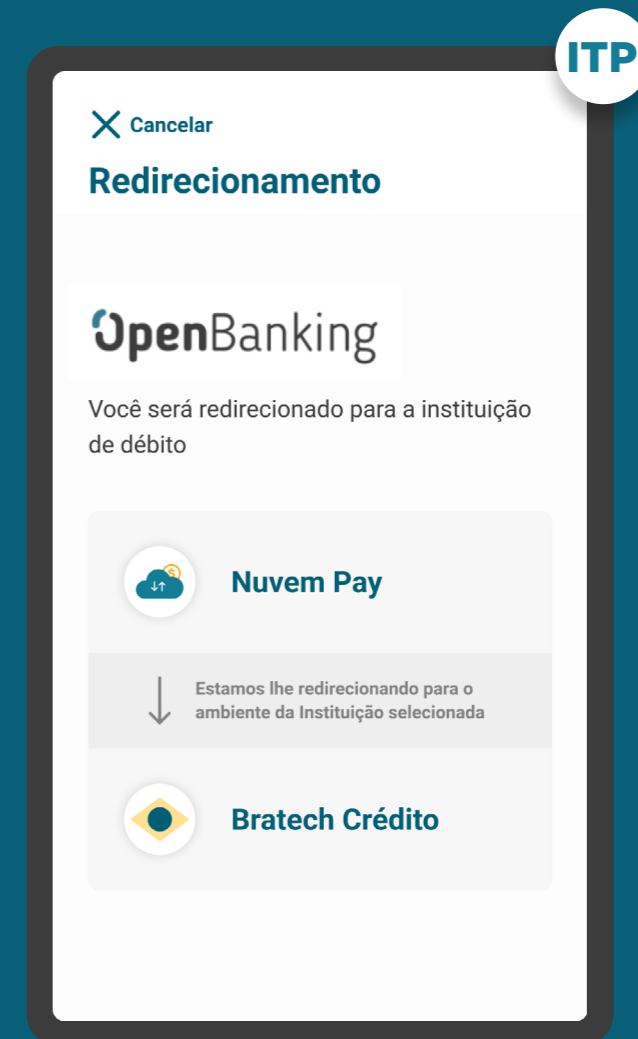 ITP
Cancelar
Redirecionamento
OpenBanking
Você será redirecionado para a instituição
de débito
$
Nuvem Pay
Estamos lhe redirecionando para o
ambiente da Instituição selecionada
Bratech Crédito